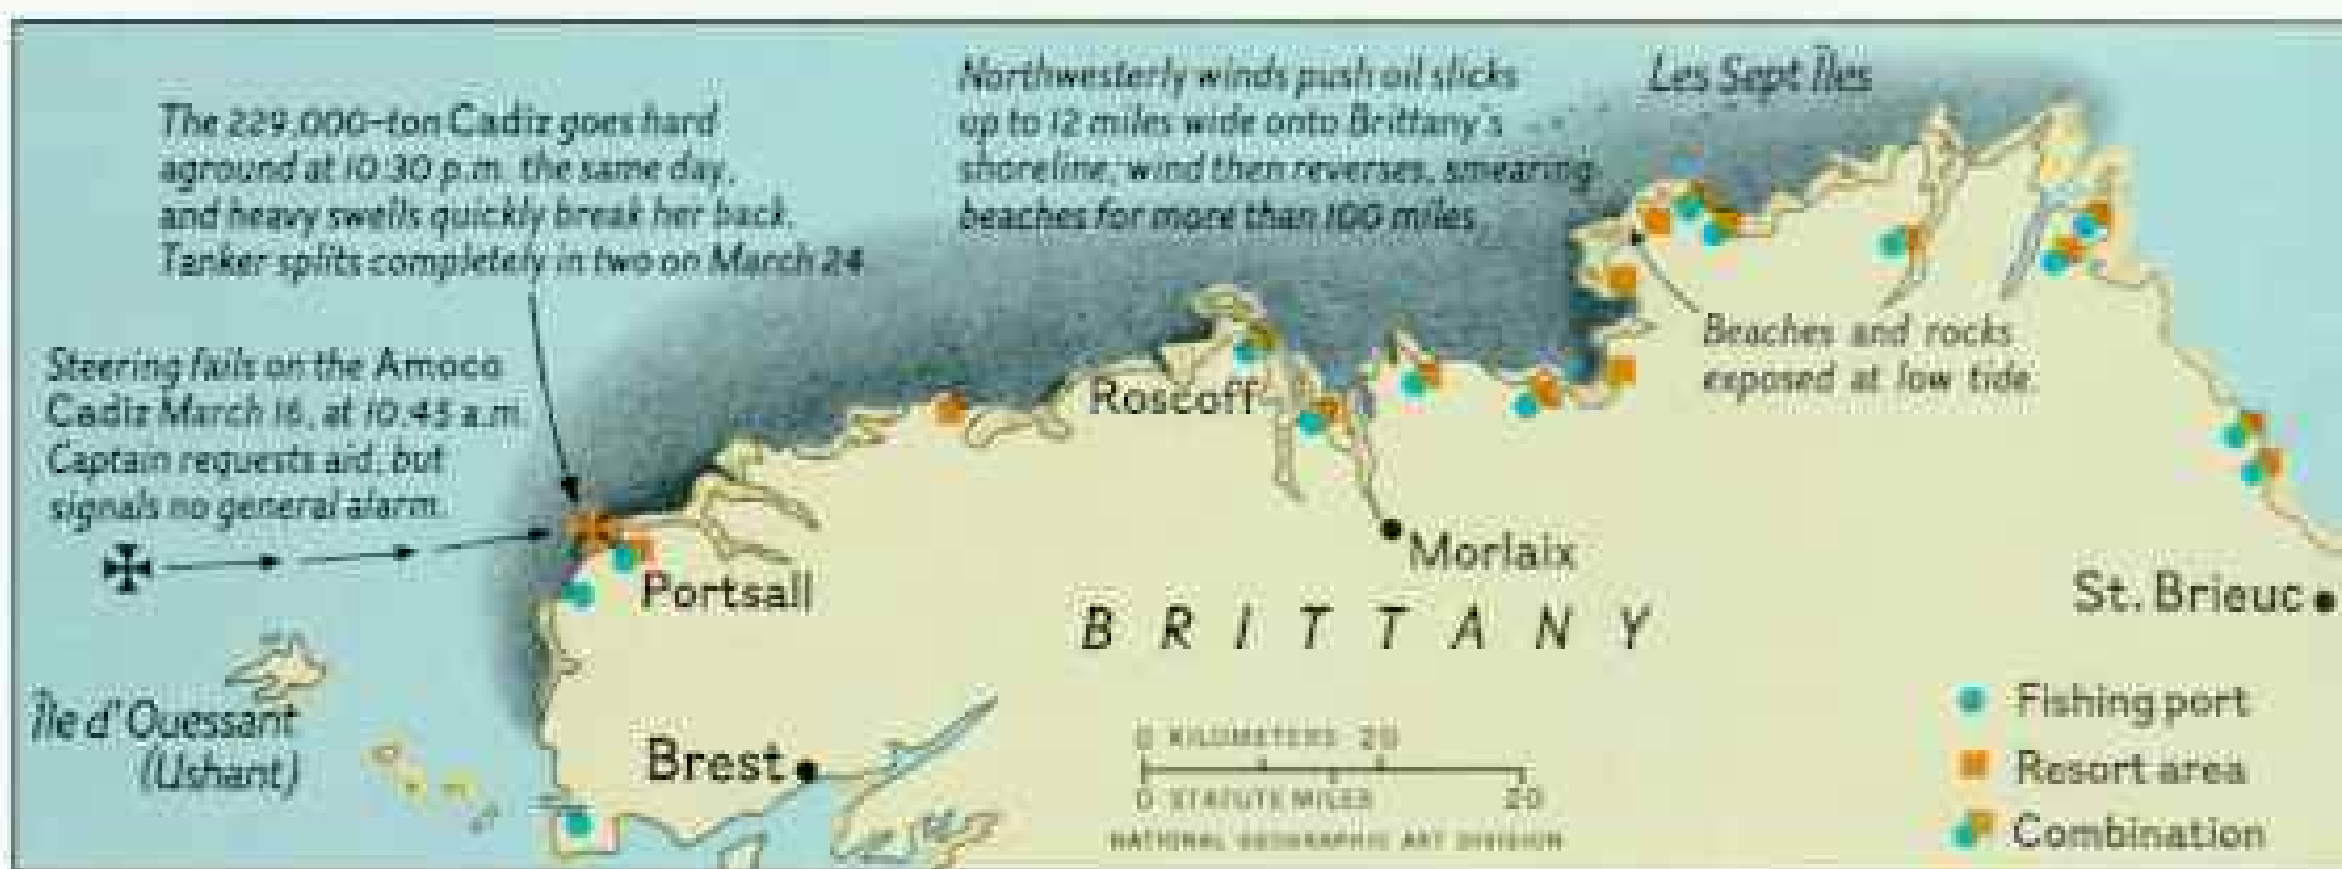 The 229,000-ton Cadiz goes hard
aground at 10:30 p.m. the same day,
and heavy swells quickly break her back.
Tanker splits completely in two on March 24
Northwesterly winds push oil slicks
up to 12 miles wide onto Brittany's
shoreline; wind then reverses, smearing
beaches for more than 100 miles
Les Sept Îles
Steering fails on the Amoco
Cadiz March 16, at 10:45 a.m.
Captain requests aid, but
signals no general alarm.
Beaches and rocks
exposed at low tide.
Roscoff
Morlaix
Portsall
BRITTANY
St. Brieuc
Île d'Ouessant
(Ushant)
Brest
0 KILOMETERS 20
0 STATUTE MILES 20
NATIONAL GEOGRAPHIC ART DIVISION
Fishing port
Resort area
Combination